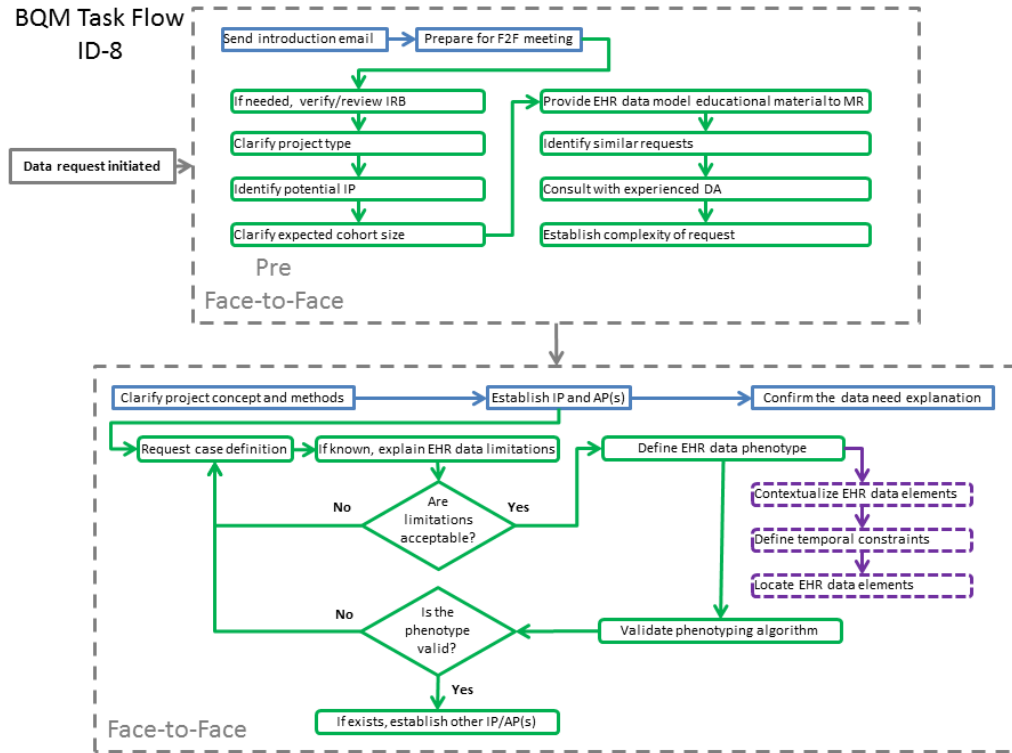 BQM Task Flow
ID-8
Send introduction email
Prepare for F2F meeting
If needed, verify/review IRB
Provide EHR data model educational material to MR
Clarify project type
Identify similar requests
Data request initiated
Identify potential IP
Consult with experienced DA
Clarify expected cohort size
Establish complexity of request
Pre
Face-to-Face
Clarify project concept and methods
Establish IP and AP(s)
Confirm the data need explanation
Request case definition
If known, explain EHR data limitations
Define EHR data phenotype
No
Are
limitations
acceptable?
Yes
Contextualize EHR data elements
Define temporal constraints
Locate EHR data elements
No
Is the
phenotype
valid?
Validate phenotyping algorithm
Yes
If exists, establish other IP/AP(s)
Face-to-Face